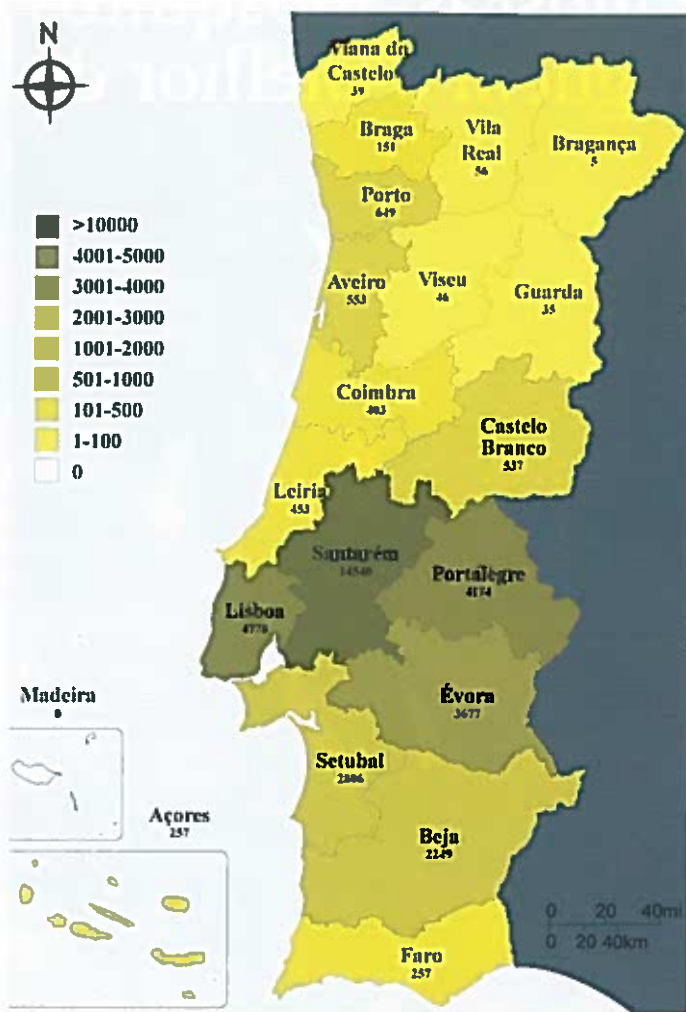 N
Viana do
Castelo
39
Braga
151
Vila
Real
56
Bragança
5
Porto
649
>10000
4001-5000
3001-4000
2001-3000
1001-2000
501-1000
101-500
1-100
0
Aveiro
553
Viseu
46
Guarda
35
Coimbra
403
Castelo
Branco
537
Leiria
453
Santarém
14540
Portalegre
4174
Lisboa
Évora
3677
Madeira
0
Setubal
2806
Açores
257
Beja
2249
0 20 40mi
0 20 40km
Faro
257